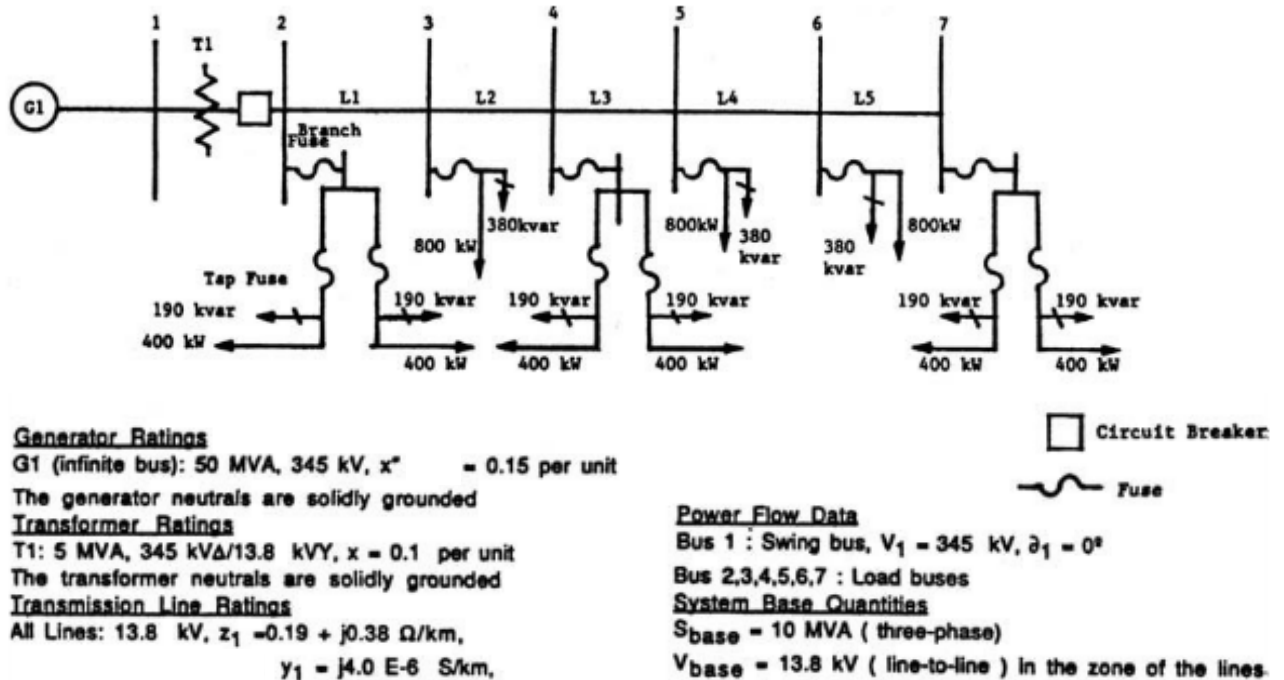 1 2 3 4 5 6 7
T1
G1
L1 L2 L3 L4 L5
Branch
Fuse
380kvar
800 kW
800kW
380
kvar
380
kvar
800kW
Tap Fuse
190 kvar 190 kvar 190 kvar 190 kvar 190 kvar 190 kvar
400 kW 400 kW 400 kW 400 kW 400 kW 400 kW
Circuit Breaker
Fuse
Generator Ratings
G1 (infinite bus): 50 MVA, 345 kV, x" = 0.15 per unit
The generator neutrals are solidly grounded
Transformer Ratings
T1: 5 MVA, 345 kVΔ/13.8 kVY, x = 0.1 per unit
The transformer neutrals are solidly grounded
Transmission Line Ratings
All Lines: 13.8 kV, z₁ =0.19 + j0.38 Ω/km,
y₁ = j4.0 E-6 S/km,
Power Flow Data
Bus 1 : Swing bus, V₁ = 345 kV, ∂₁ = 0º
Bus 2,3,4,5,6,7 : Load buses
System Base Quantities
Sbase = 10 MVA ( three-phase)
Vbase = 13.8 kV ( line-to-line ) in the zone of the lines